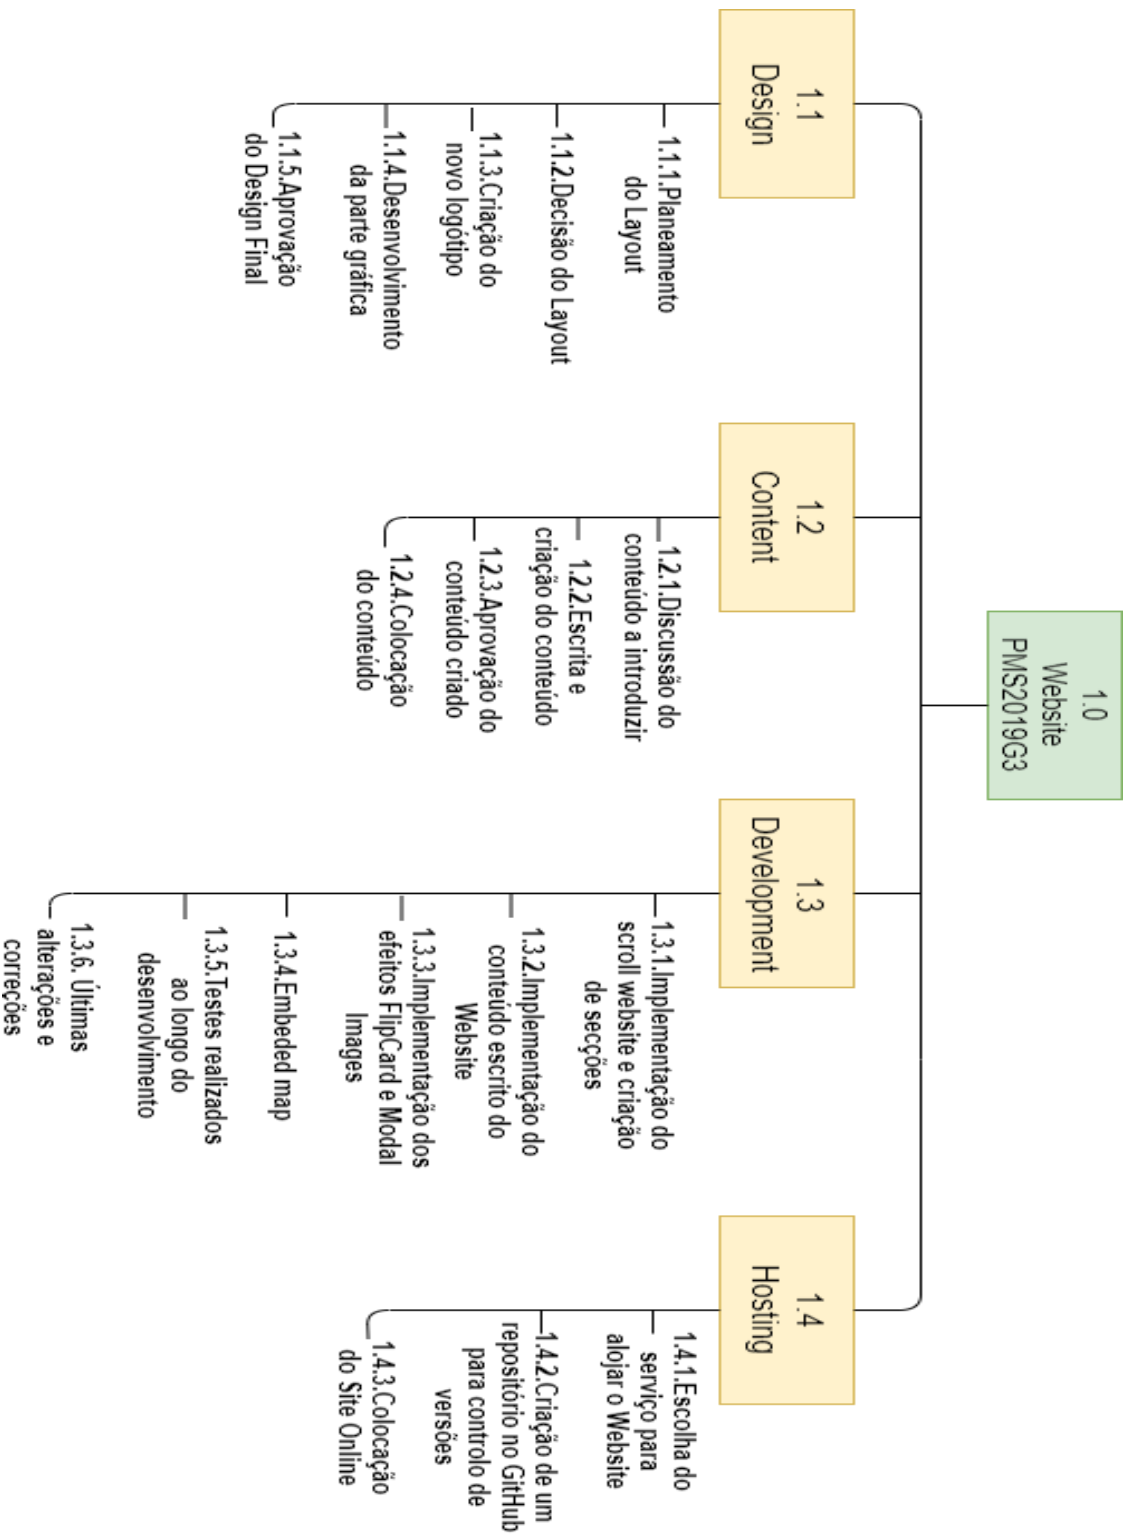 1.0
Website
PMS2019G3
1.1
Design
1.1.1.Planeamento
do Layout
1.1.2.Decisão do Layout
1.1.3.Criação do
novo logótipo
1.1.4.Desenvolvimento
da parte gráfica
1.1.5.Aprovação
do Design Final
1.2
Content
1.2.1.Discussão do
conteúdo a introduzir
1.2.2.Escrita e
criação do conteúdo
1.2.3.Aprovação do
conteúdo criado
1.2.4.Colocação
do conteúdo
1.3
Development
1.3.1.Implementação do
scroll website e criação
de secções
1.3.2.Implementação do
conteúdo escrito do
Website
1.3.3.Implementação dos
efeitos FlipCard e Modal
Images
1.3.4.Embeded map
1.3.5.Testes realizados
ao longo do
desenvolvimento
1.3.6. Últimas
alterações e
correções
1.4
Hosting
1.4.1.Escolha do
serviço para
alojar o Website
1.4.2.Criação de um
repositório no GitHub
para controlo de
versões
1.4.3.Colocação
do Site Online